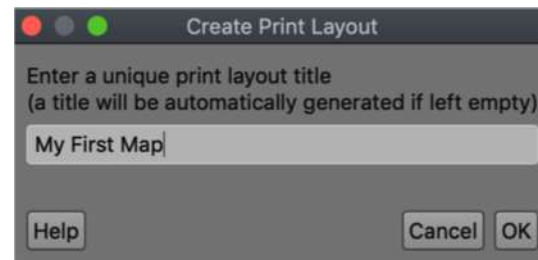 Create Print Layout
Enter a unique print layout title
(a title will be automatically generated if left empty)
My First Map
Help
Cancel OK